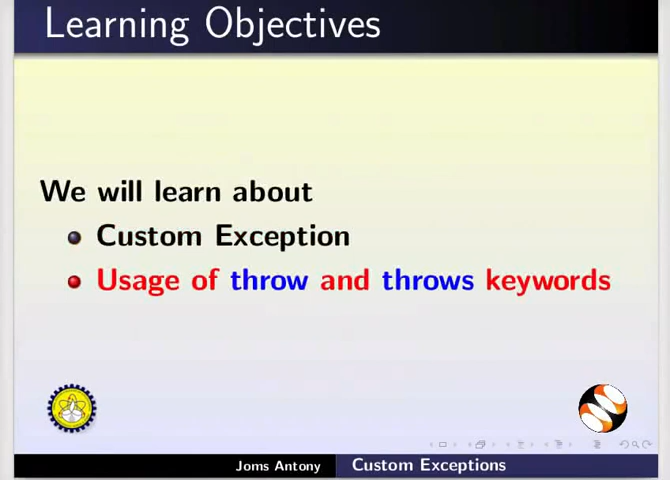 Learning Objectives
We will learn about
Custom Exception
Usage of throw and throws keywords
Joms Antony
Custom Exceptions